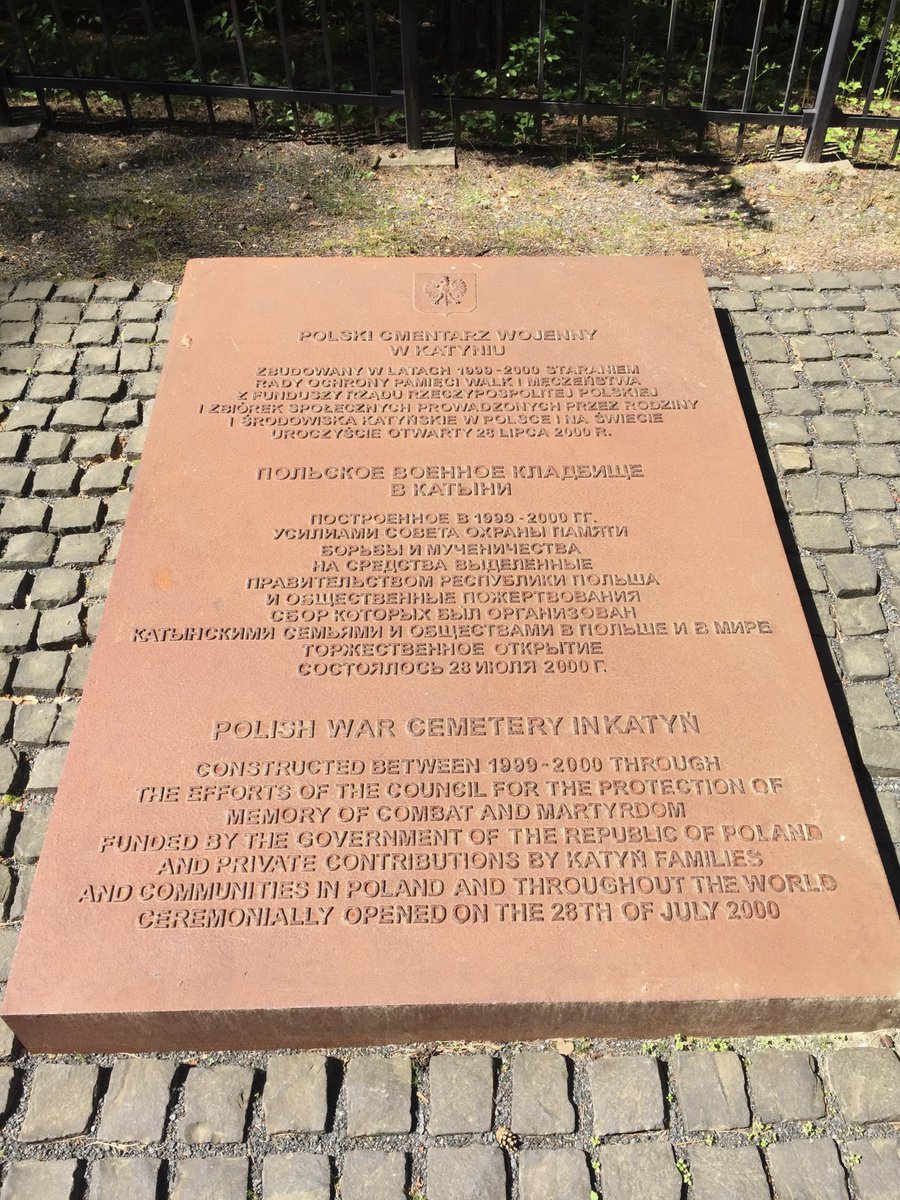 POLSKI CMENTARZ WOJENNY
W KATYNIU
ZBUDOWANY W LATACH 1999-2000 STARANIEM
RADY OCHRONY PAMIĘCI WALK I MĘCZEŃSTWA
Z FUNDUSZY RZĄDU RZECZYPOSPOLITEJ POLSKIEJ
I ZBIÓREK SPOŁECZNYCH PROWADZONYCH PRZEZ RODZINY
I ŚRODOWISKA KATYŃSKIE W POLSCE I NA ŚWIECIE
UROCZYŚCIE OTWARTY 28 LIPCA 2000 R.
ПОЛЬСКОЕ ВОЕННОЕ КЛАДБИЩЕ
В КАТЫНИ
ПОСТРОЕННОЕ В 1999-2000 ГГ.
УСИЛИАМИ СОВЕТА ОХРАНЫ ПАМЯТИ
БОРЬБЫ И МУЧЕНИЧЕСТВА
НА СРЕДСТВА ВЫДЕЛЕННЫЕ
ПРАВИТЕЛЬСТВОМ РЕСПУБЛИКИ ПОЛЬША
И ОБЩЕСТВЕННЫЕ ПОЖЕРТВОВАНИЯ
СБОР КОТОРЫХ БЫЛ ОРГАНИЗОВАН
КАТЫНСКИМИ СЕМЬЯМИ И ОБЩЕСТВАМИ В ПОЛЬШЕ И В МИРЕ
ТОРЖЕСТВЕННОЕ ОТКРЫТИЕ
СОСТОЯЛОСЬ 28 ИЮЛЯ 2000 Г.
POLISH WAR CEMETERY IN KATYŃ
CONSTRUCTED BETWEEN 1999-2000 THROUGH
THE EFFORTS OF THE COUNCIL FOR THE PROTECTION OF
MEMORY OF COMBAT AND MARTYRDOM
FUNDED BY THE GOVERNMENT OF THE REPUBLIC OF POLAND
AND PRIVATE CONTRIBUTIONS BY KATYŃ FAMILIES
AND COMMUNITIES IN POLAND AND THROUGHOUT THE WORLD
CEREMONIALLY OPENED ON THE 28TH OF JULY 2000